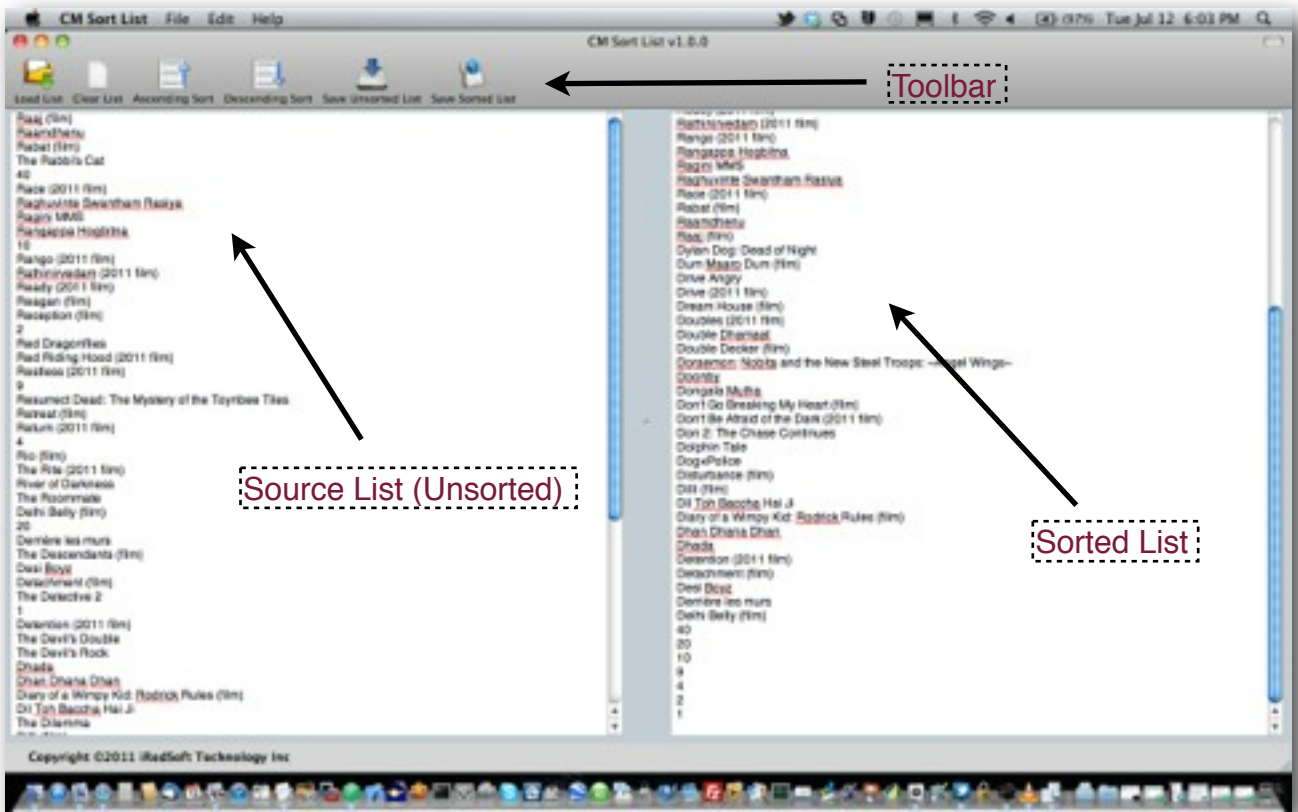 CM Sort List File Edit Help (97% Tue Jul 12 6:03 PM
CM Sort List v1.0.0
Load List Clear List Ascending Sort Descending Sort Save Unsorted List Save Sorted List
Toolbar
Raaj (film)
Raamdhenu
Rabat (film)
The Rabbi's Cat
40
Race (2011 film)
Raghuvinte Swantham Rasiya
Ragini MMS
Rangappa Hogbitna
10
Rango (2011 film)
Rathinirvedam (2011 film)
Ready (2011 film)
Reagan (film)
Reception (film)
2
Red Dragonflies
Red Riding Hood (2011 film)
Restless (2011 film)
9
Resurrect Dead: The Mystery of the Toynbee Tiles
Retreat (film)
Return (2011 film)
4
Rio (film)
The Rite (2011 film)
River of Darkness
The Roommate
Delhi Belly (film)
20
Derrière les murs
The Descendants (film)
Desi Boyz
Detachment (film)
The Detective 2
1
Detention (2011 film)
The Devil's Double
The Devil's Rock
Dhada
Dhan Dhana Dhan
Diary of a Wimpy Kid: Rodrick Rules (film)
Dil Toh Baccha Hai Ji
The Dilemma
Source List (Unsorted)
Ready (2011 film)
Rathinirvedam (2011 film)
Rango (2011 film)
Rangappa Hogbitna
Ragini MMS
Raghuvinte Swantham Rasiya
Race (2011 film)
Rabat (film)
Raamdhenu
Raaj (film)
Dylan Dog: Dead of Night
Dum Maaro Dum (film)
Drive Angry
Drive (2011 film)
Dream House (film)
Doubles (2011 film)
Double Dhamaal
Double Decker (film)
Doraemon: Nobita and the New Steel Troops: ~Angel Wings~
Doonby
Dongala Mutha
Don't Go Breaking My Heart (film)
Don't Be Afraid of the Dark (2011 film)
Don 2: The Chase Continues
Dolphin Tale
Dog×Police
Disturbance (film)
Dilli (film)
Dil Toh Baccha Hai Ji
Diary of a Wimpy Kid: Rodrick Rules (film)
Dhan Dhana Dhan
Dhada
Detention (2011 film)
Detachment (film)
Desi Boyz
Derrière les murs
Delhi Belly (film)
40
20
10
9
4
2
1
Sorted List
Copyright ©2011 iRedSoft Technology Inc